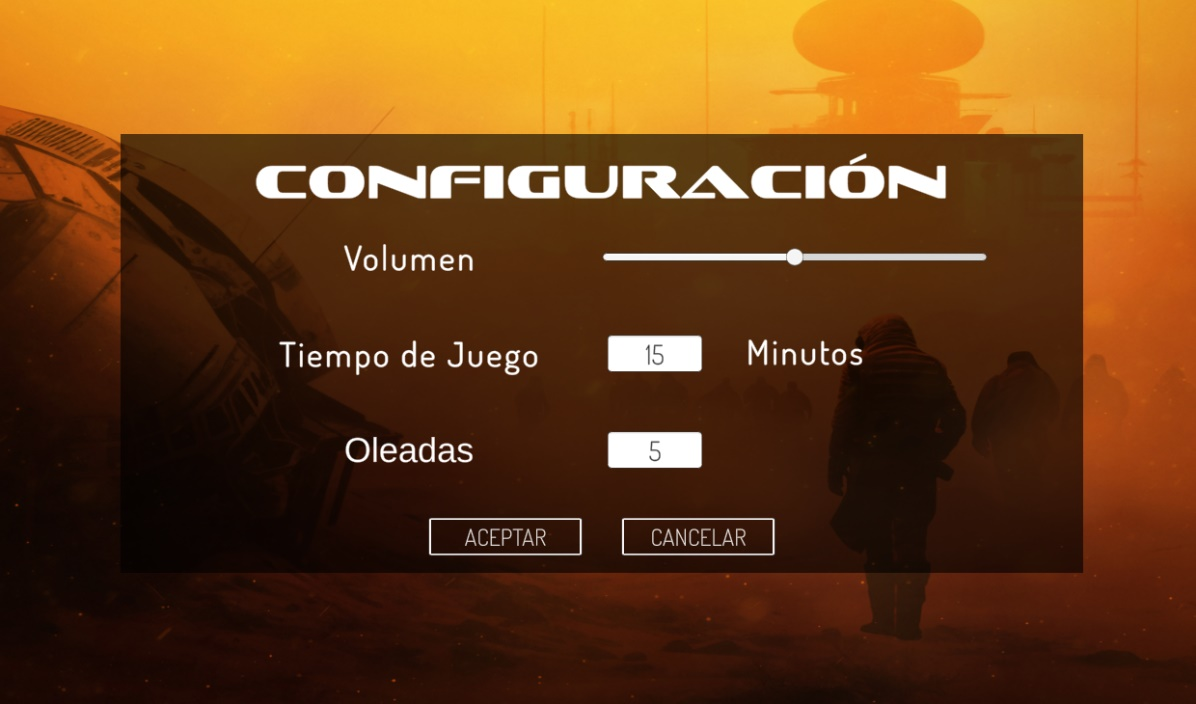 CONFIGURACIÓN
Volumen
Tiempo de Juego 15 Minutos
Oleadas 5
ACEPTAR CANCELAR